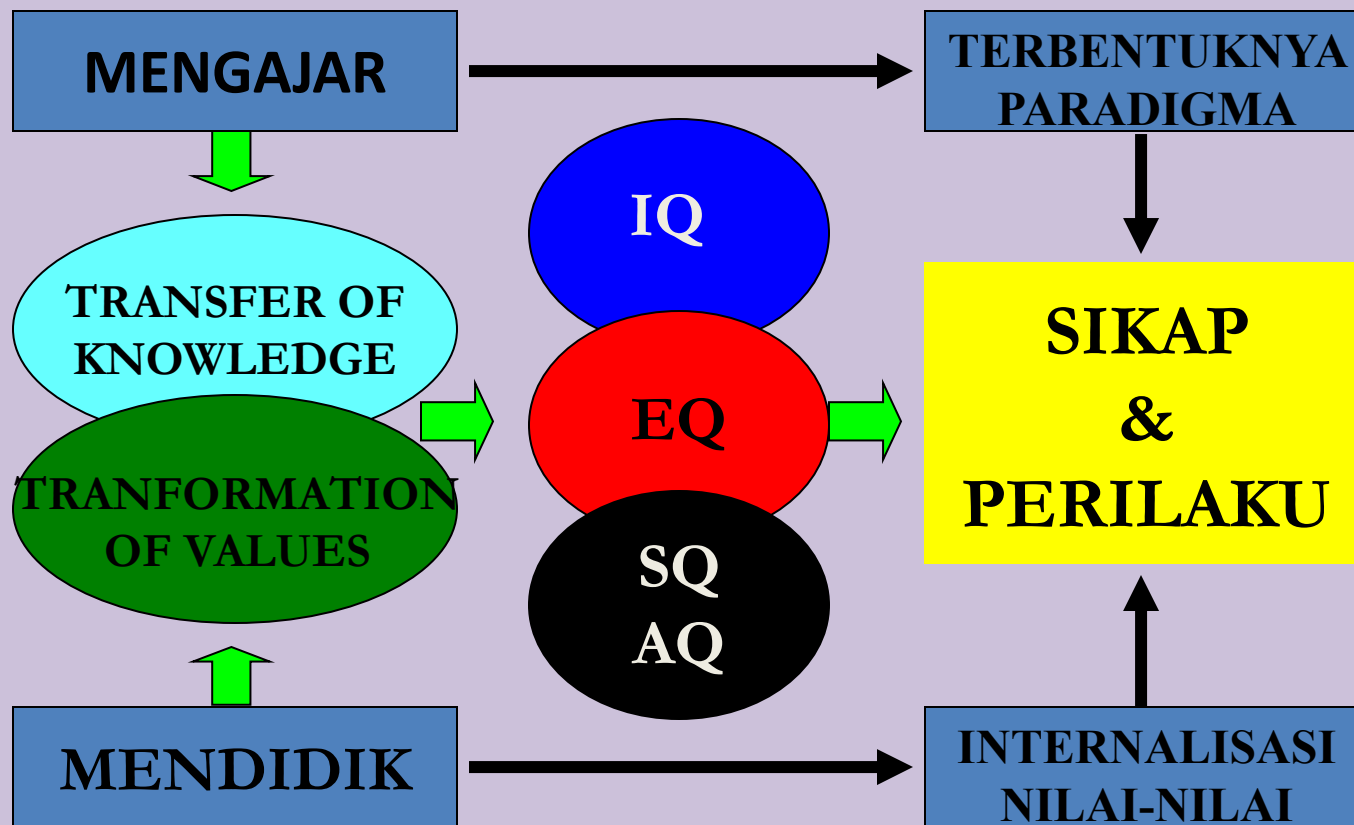 MENGAJAR
TERBENTUKNYA
PARADIGMA
IQ
TRANSFER OF
KNOWLEDGE
EQ
SIKAP
&
PERILAKU
TRANFORMATION
OF VALUES
SQ
AQ
MENDIDIK
INTERNALISASI
NILAI-NILAI